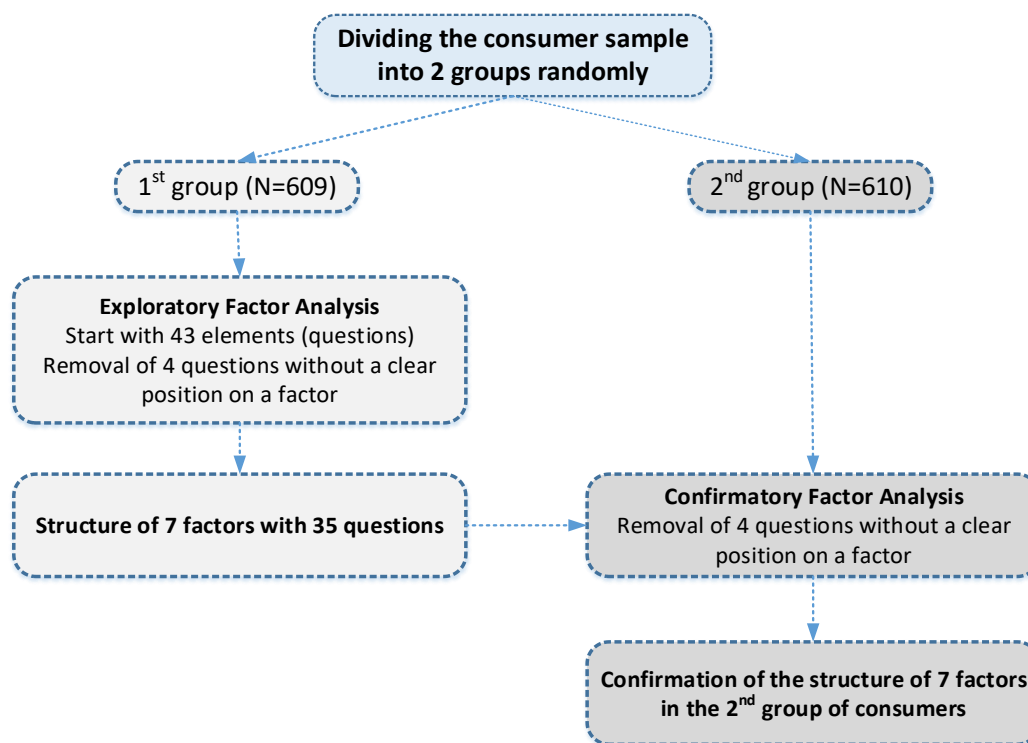 Dividing the consumer sample
into 2 groups randomly
1st group (N=609)
2nd group (N=610)
Exploratory Factor Analysis
Start with 43 elements (questions)
Removal of 4 questions without a clear
position on a factor
Structure of 7 factors with 35 questions
Confirmatory Factor Analysis
Removal of 4 questions without a clear
position on a factor
Confirmation of the structure of 7 factors
in the 2nd group of consumers